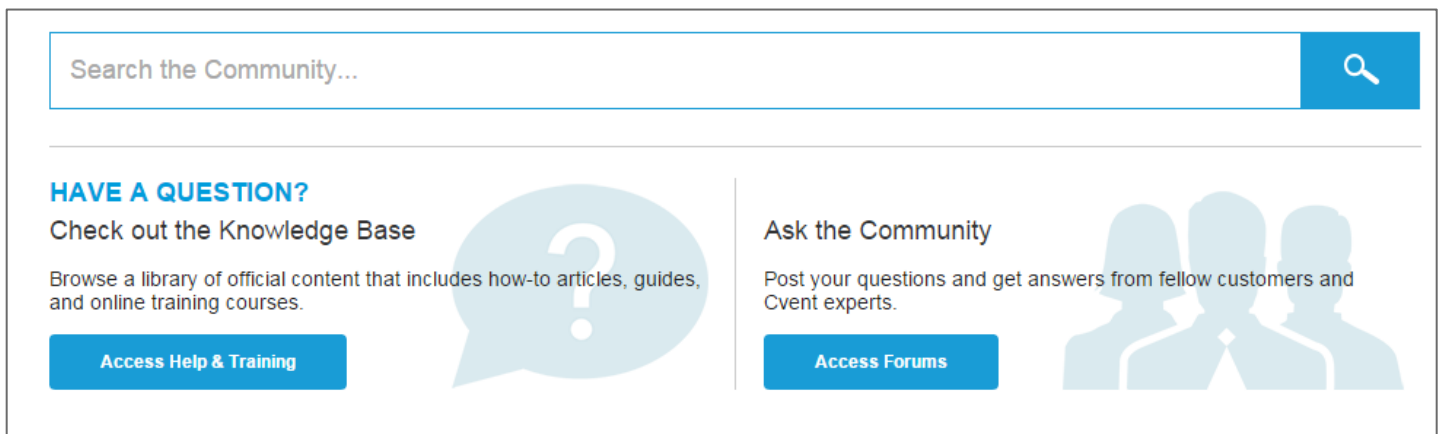 Search the Community...
HAVE A QUESTION?
Check out the Knowledge Base
Browse a library of official content that includes how-to articles, guides,
and online training courses.
Access Help & Training
Ask the Community
Post your questions and get answers from fellow customers and
Cvent experts.
Access Forums